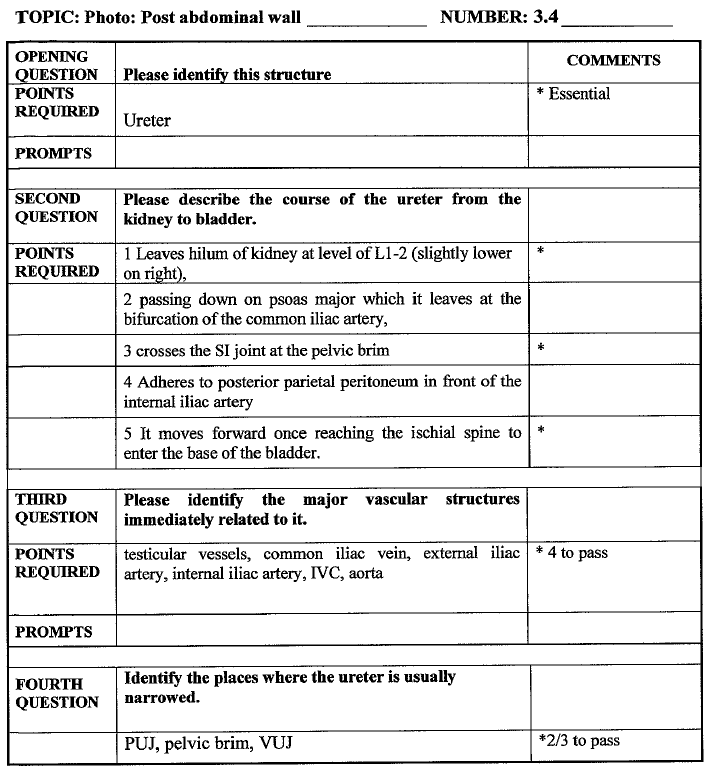 TOPIC: Photo: Post abdominal wall ____________ NUMBER: 3.4___________
OPENING QUESTION Please identify this structure COMMENTS
POINTS REQUIRED Ureter * Essential
PROMPTS
SECOND QUESTION Please describe the course of the ureter from the
kidney to bladder.
POINTS REQUIRED 1 Leaves hilum of kidney at level of L1-2 (slightly lower *
on right),
2 passing down on psoas major which it leaves at the
bifurcation of the common iliac artery,
3 crosses the SI joint at the pelvic brim *
4 Adheres to posterior parietal peritoneum in front of the
internal iliac artery
5 It moves forward once reaching the ischial spine to *
enter the base of the bladder.
THIRD QUESTION Please identify the major vascular structures
immediately related to it.
POINTS REQUIRED testicular vessels, common iliac vein, external iliac * 4 to pass
artery, internal iliac artery, IVC, aorta
PROMPTS
FOURTH QUESTION Identify the places where the ureter is usually
narrowed.
PUJ, pelvic brim, VUJ *2/3 to pass